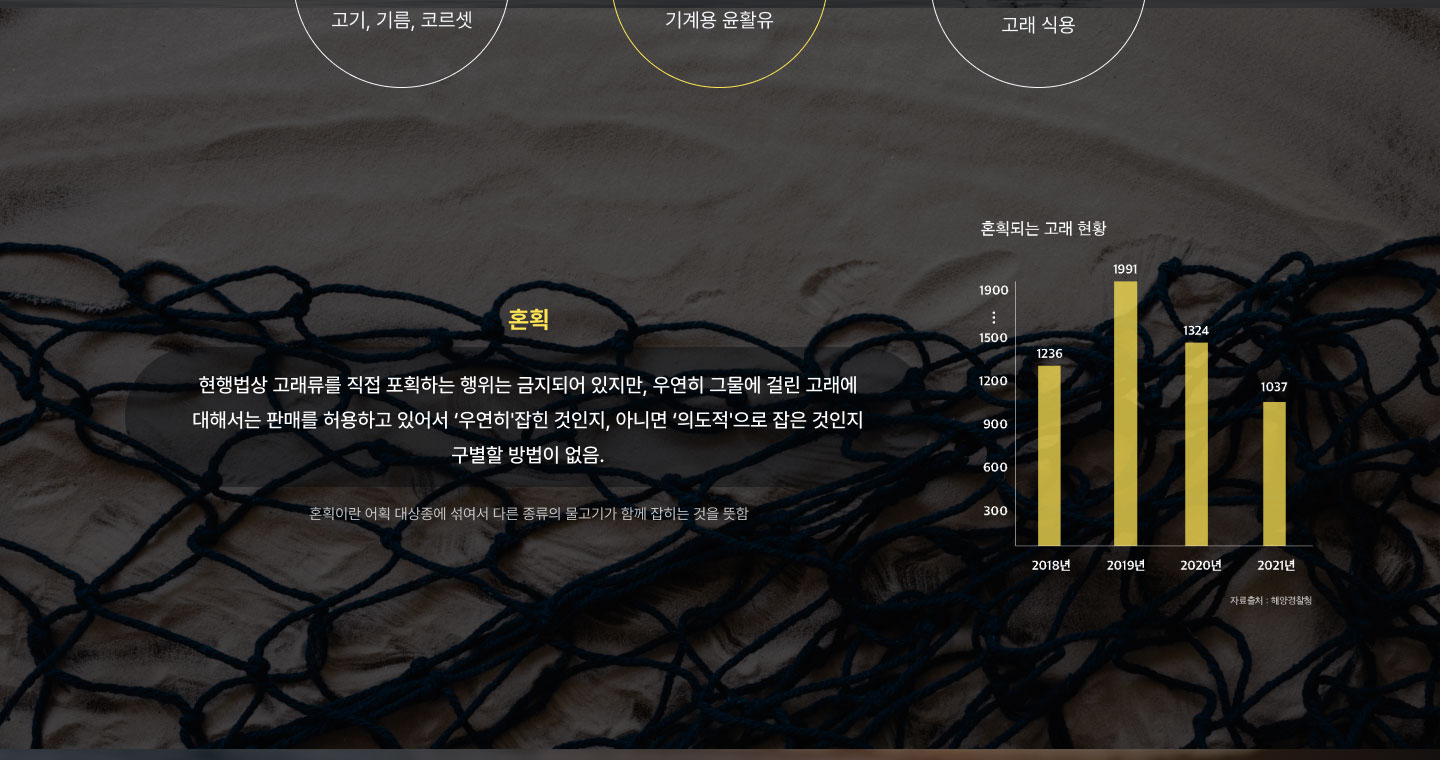 고기, 기름, 코르셋
기계용 윤활유
고래 식용
혼획
현행법상 고래류를 직접 포획하는 행위는 금지되어 있지만, 우연히 그물에 걸린 고래에
대해서는 판매를 허용하고 있어서 ‘우연히'잡힌 것인지, 아니면 ‘의도적'으로 잡은 것인지
구별할 방법이 없음.
혼획이란 어획 대상종에 섞여서 다른 종류의 물고기가 함께 잡히는 것을 뜻함
혼획되는 고래 현황
1900
⋮
1500
1200
900
600
300
1236
1991
1324
1037
2018년
2019년
2020년
2021년
자료출처 : 해양경찰청